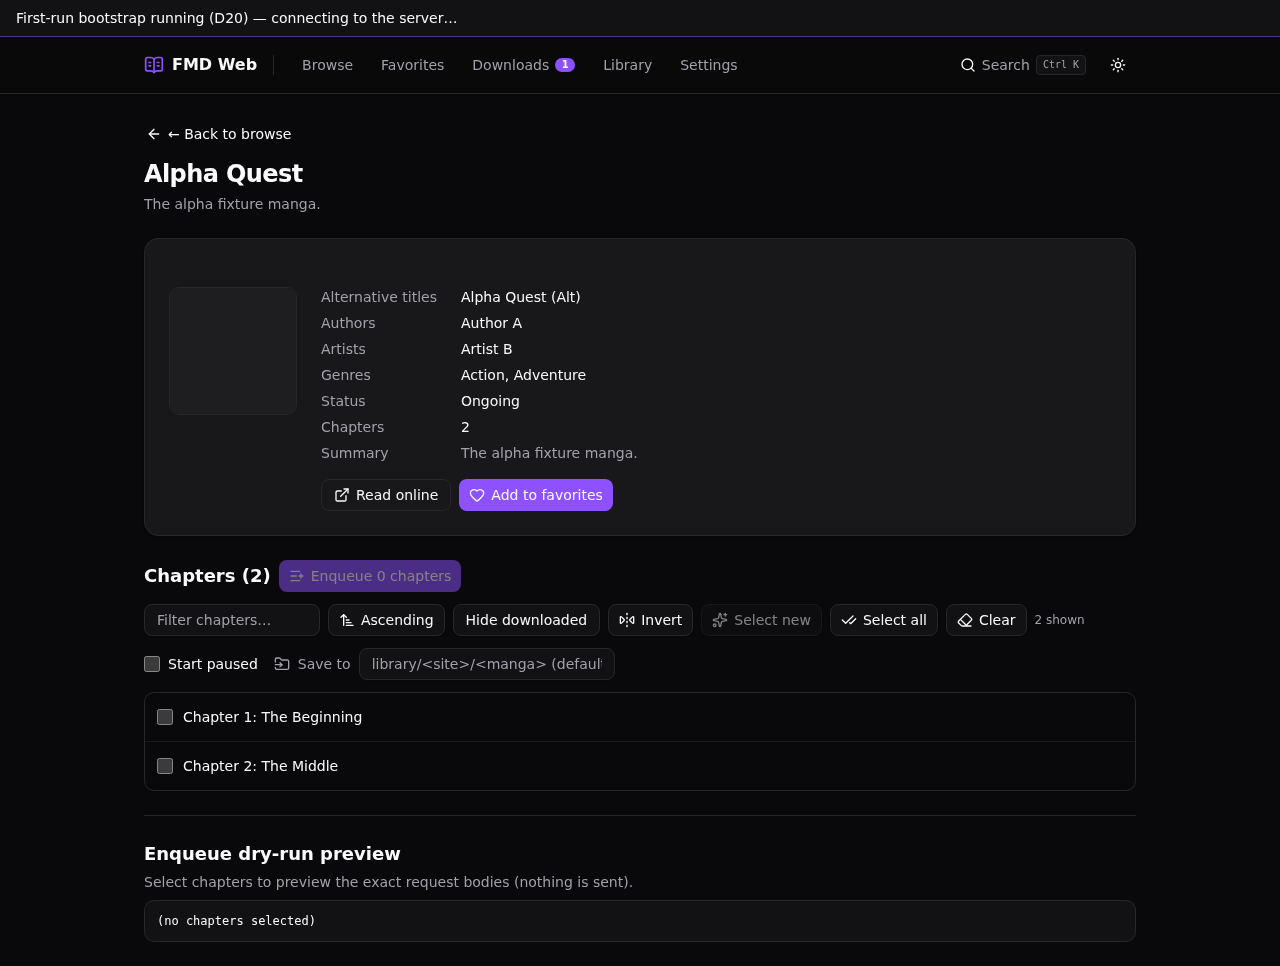 First-run bootstrap running (D20) — connecting to the server…
FMD Web Browse Favorites Downloads 1 Library Settings Search Ctrl K
← Back to browse
Alpha Quest
The alpha fixture manga.
Alternative titles Alpha Quest (Alt)
Authors Author A
Artists Artist B
Genres Action, Adventure
Status Ongoing
Chapters 2
Summary The alpha fixture manga.
Read online Add to favorites
Chapters (2) Enqueue 0 chapters
Filter chapters… Ascending Hide downloaded Invert Select new Select all Clear 2 shown
Start paused Save to library/<site>/<manga> (defaul
Chapter 1: The Beginning
Chapter 2: The Middle
Enqueue dry-run preview
Select chapters to preview the exact request bodies (nothing is sent).
(no chapters selected)